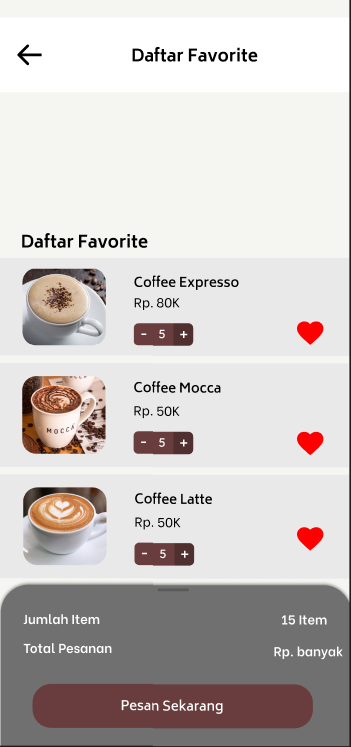 Daftar Favorite
Daftar Favorite
Coffee Expresso
Rp. 80K
- 5 +
Coffee Mocca
Rp. 50K
MOCCA
- 5 +
Coffee Latte
Rp. 50K
- 5 +
Jumlah Item 15 Item
Total Pesanan Rp. banyak
Pesan Sekarang